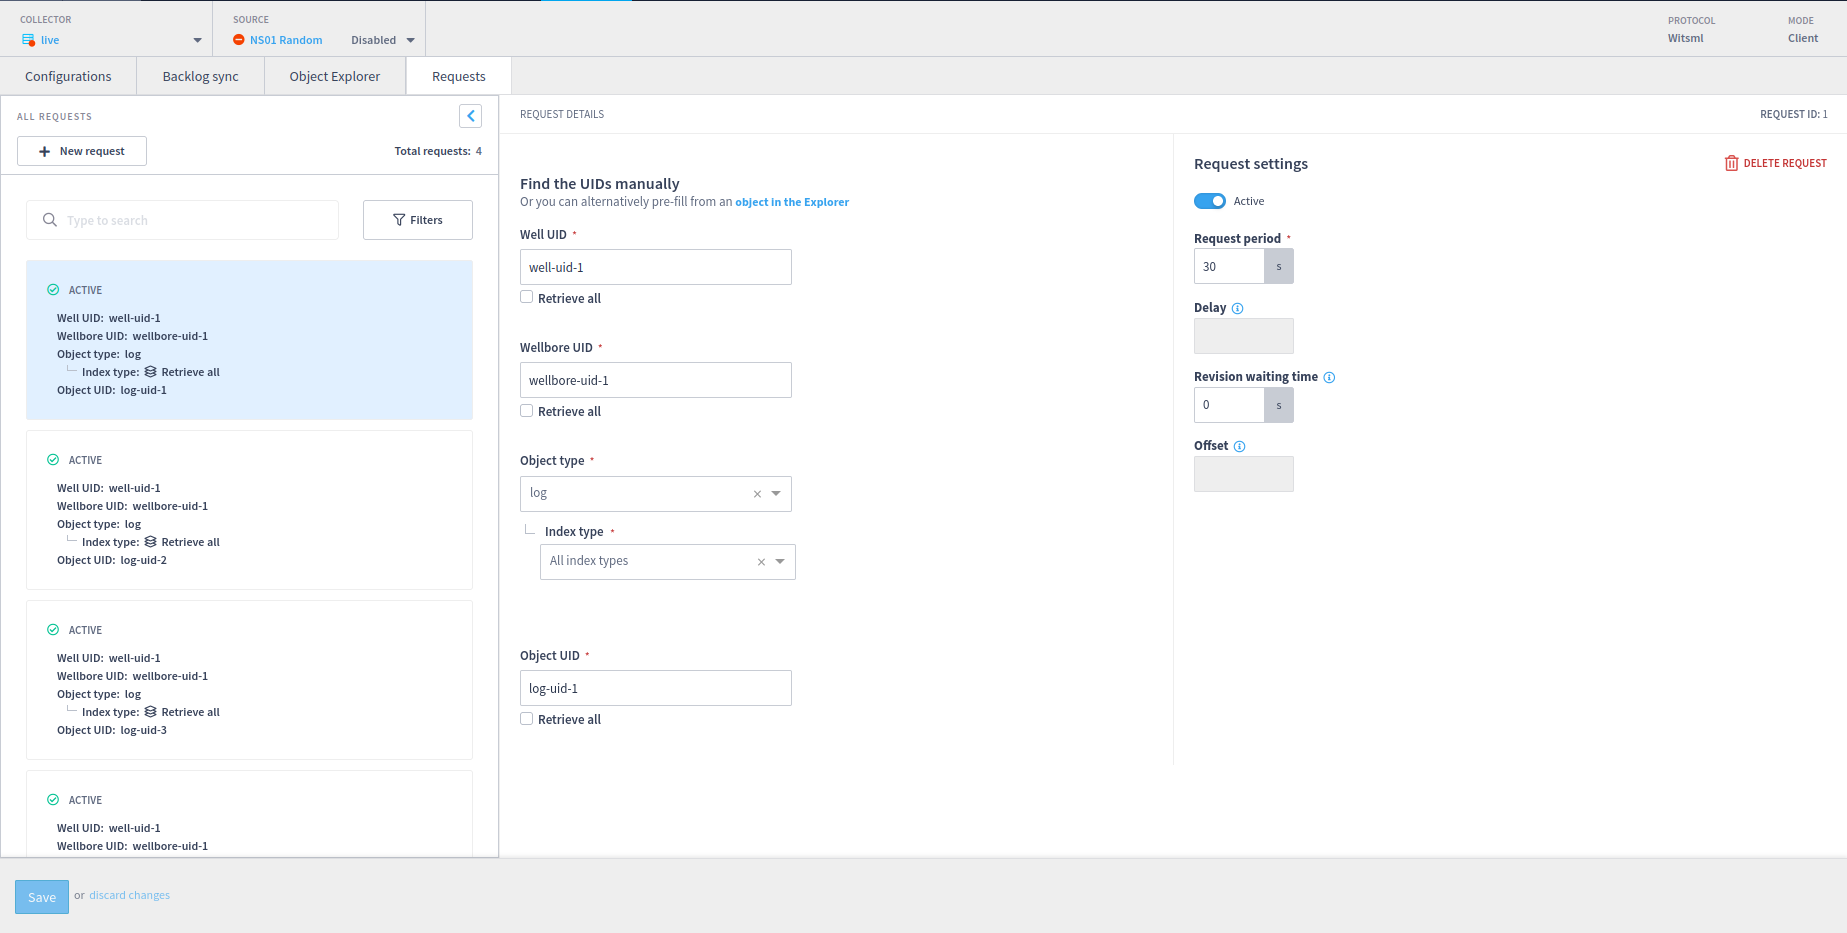 COLLECTOR
live
SOURCE
NS01 Random
Disabled
PROTOCOL
Witsml
MODE
Client
Configurations
Backlog sync
Object Explorer
Requests
ALL REQUESTS
New request
Total requests: 4
Type to search
Filters
ACTIVE
Well UID: well-uid-1
Wellbore UID: wellbore-uid-1
Object type: log
Index type: Retrieve all
Object UID: log-uid-1
ACTIVE
Well UID: well-uid-1
Wellbore UID: wellbore-uid-1
Object type: log
Index type: Retrieve all
Object UID: log-uid-2
ACTIVE
Well UID: well-uid-1
Wellbore UID: wellbore-uid-1
Object type: log
Index type: Retrieve all
Object UID: log-uid-3
ACTIVE
Well UID: well-uid-1
Wellbore UID: wellbore-uid-1
REQUEST DETAILS
REQUEST ID: 1
Find the UIDs manually
Or you can alternatively pre-fill from an object in the Explorer
Well UID *
well-uid-1
Retrieve all
Wellbore UID *
wellbore-uid-1
Retrieve all
Object type *
log
Index type *
All index types
Object UID *
log-uid-1
Retrieve all
Request settings
DELETE REQUEST
Active
Request period *
30 s
Delay
Revision waiting time
0 s
Offset
Save or discard changes